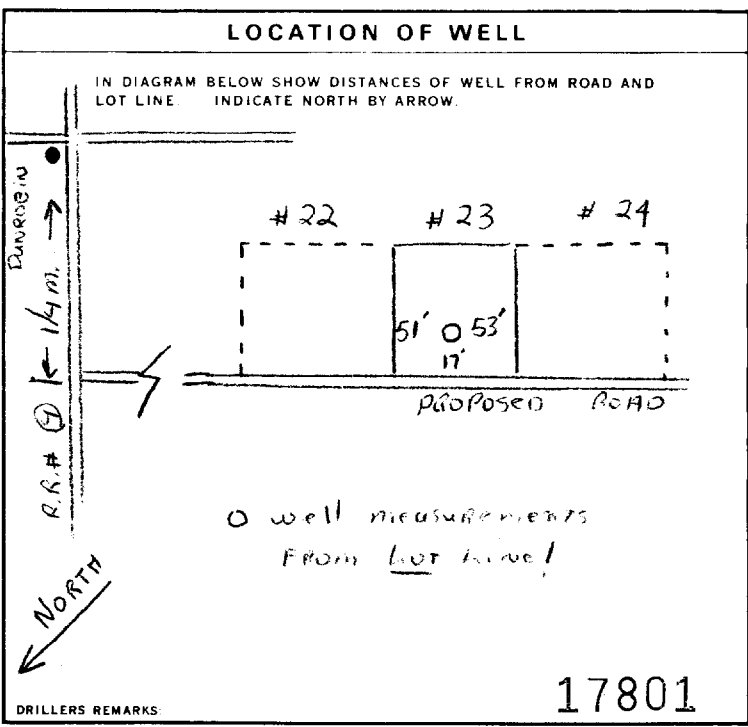 LOCATION OF WELL
IN DIAGRAM BELOW SHOW DISTANCES OF WELL FROM ROAD AND
LOT LINE. INDICATE NORTH BY ARROW.
DUNROBIN
1/4 m.
R.R.#
#22 #23 # 24
51' 53'
17'
PROPOSED ROAD
O well measurements
FROM LOT LINE!
NORTH
DRILLERS REMARKS:
17801